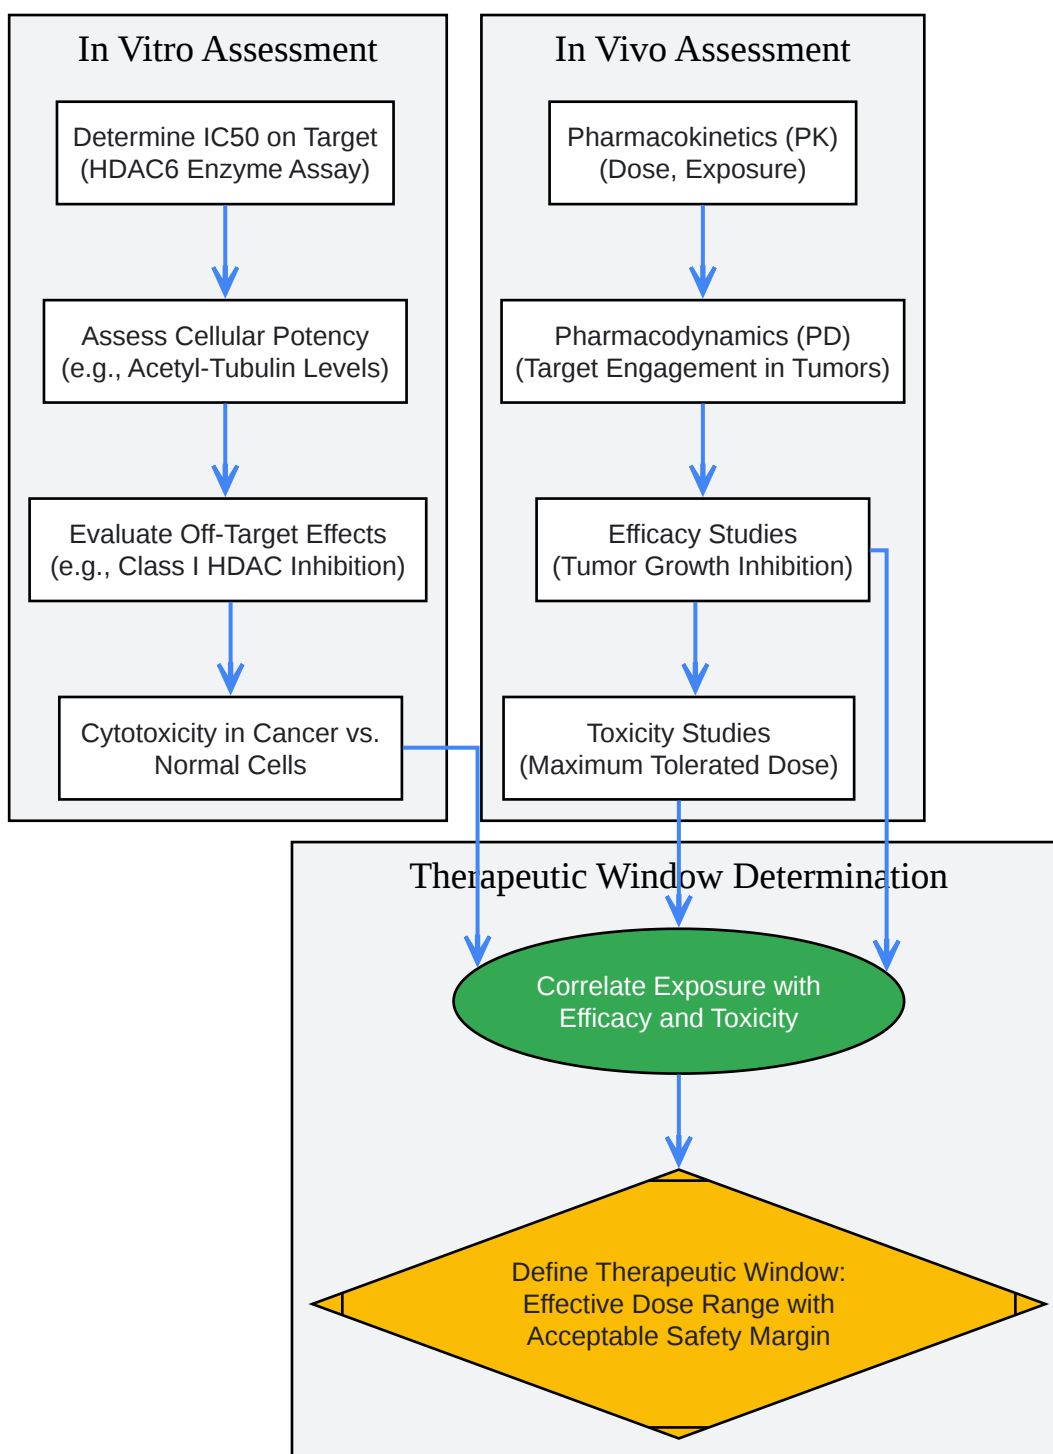 In Vitro Assessment
Determine IC50 on Target
(HDAC6 Enzyme Assay)
Assess Cellular Potency
(e.g., Acetyl-Tubulin Levels)
Evaluate Off-Target Effects
(e.g., Class I HDAC Inhibition)
Cytotoxicity in Cancer vs.
Normal Cells
In Vivo Assessment
Pharmacokinetics (PK)
(Dose, Exposure)
Pharmacodynamics (PD)
(Target Engagement in Tumors)
Efficacy Studies
(Tumor Growth Inhibition)
Toxicity Studies
(Maximum Tolerated Dose)
Therapeutic Window Determination
Correlate Exposure with
Efficacy and Toxicity
Define Therapeutic Window:
Effective Dose Range with
Acceptable Safety Margin